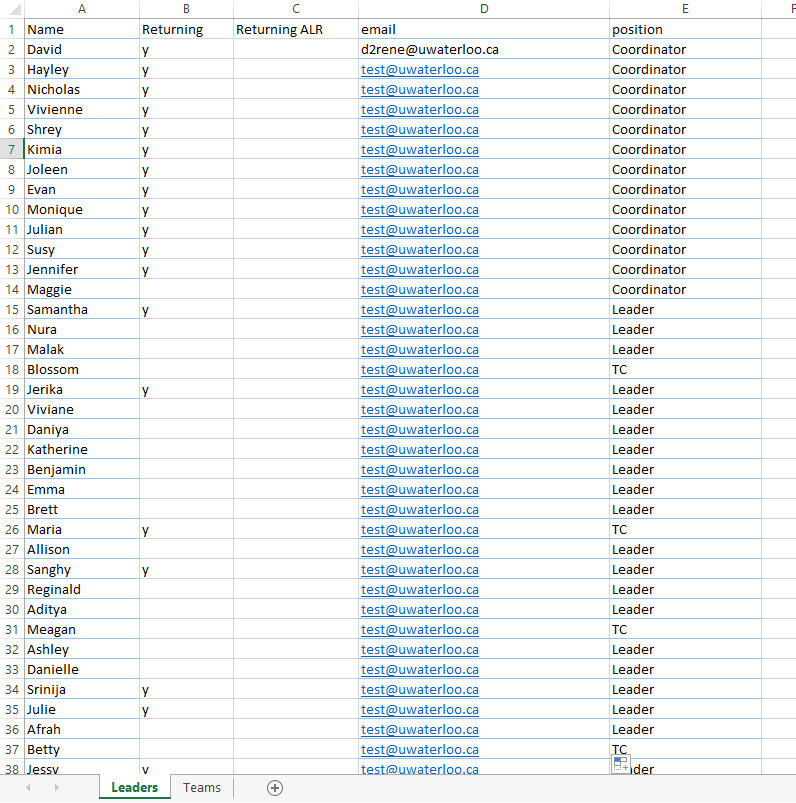 A B C D E F
1 Name Returning Returning ALR email position
2 David y d2rene@uwaterloo.ca Coordinator
3 Hayley y test@uwaterloo.ca Coordinator
4 Nicholas y test@uwaterloo.ca Coordinator
5 Vivienne y test@uwaterloo.ca Coordinator
6 Shrey y test@uwaterloo.ca Coordinator
7 Kimia y test@uwaterloo.ca Coordinator
8 Joleen y test@uwaterloo.ca Coordinator
9 Evan y test@uwaterloo.ca Coordinator
10 Monique y test@uwaterloo.ca Coordinator
11 Julian y test@uwaterloo.ca Coordinator
12 Susy y test@uwaterloo.ca Coordinator
13 Jennifer y test@uwaterloo.ca Coordinator
14 Maggie test@uwaterloo.ca Coordinator
15 Samantha y test@uwaterloo.ca Leader
16 Nura test@uwaterloo.ca Leader
17 Malak test@uwaterloo.ca Leader
18 Blossom test@uwaterloo.ca TC
19 Jerika y test@uwaterloo.ca Leader
20 Viviane test@uwaterloo.ca Leader
21 Daniya test@uwaterloo.ca Leader
22 Katherine test@uwaterloo.ca Leader
23 Benjamin test@uwaterloo.ca Leader
24 Emma test@uwaterloo.ca Leader
25 Brett test@uwaterloo.ca Leader
26 Maria y test@uwaterloo.ca TC
27 Allison test@uwaterloo.ca Leader
28 Sanghy y test@uwaterloo.ca Leader
29 Reginald test@uwaterloo.ca Leader
30 Aditya test@uwaterloo.ca Leader
31 Meagan test@uwaterloo.ca TC
32 Ashley test@uwaterloo.ca Leader
33 Danielle test@uwaterloo.ca Leader
34 Srinija y test@uwaterloo.ca Leader
35 Julie y test@uwaterloo.ca Leader
36 Afrah test@uwaterloo.ca Leader
37 Betty test@uwaterloo.ca TC
38 Jessy y test@uwaterloo.ca
Leaders Teams